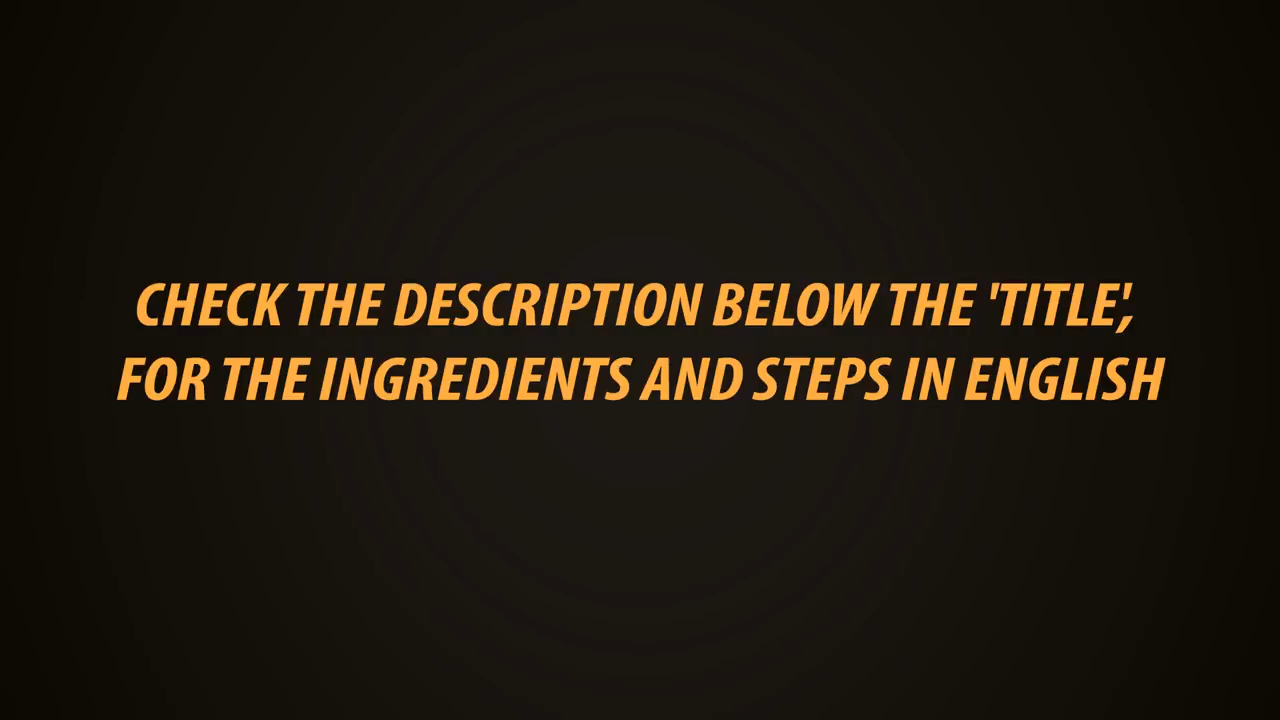 CHECK THE DESCRIPTION BELOW THE 'TITLE',
FOR THE INGREDIENTS AND STEPS IN ENGLISH